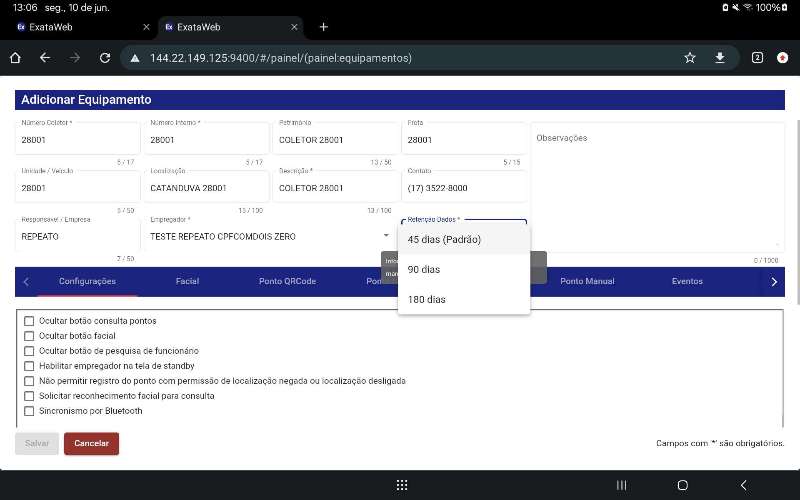 13:06 seg., 10 de jun. 100%
Ex ExataWeb Ex ExataWeb
144.22.149.125:9400/#/painel/(painel:equipamentos) 2
Adicionar Equipamento
Número Coletor * Número Interno * Patrimônio Frota
28001 28001 COLETOR 28001 28001 Observações
5 / 17 5 / 17 13 / 50 5 / 15
Unidade / Veículo Localização Descrição * Contato
28001 CATANDUVA 28001 COLETOR 28001 (17) 3522-8000
5 / 50 15 / 100 13 / 100
Responsável / Empresa Empregador * Retenção Dados *
REPEATO TESTE REPEATO CPFCOMDOIS ZERO
7 / 50 0 / 1000
45 dias (Padrão)
90 dias
180 dias
Configurações Facial Ponto QRCode Ponto Manual Eventos
Ocultar botão consulta pontos
Ocultar botão facial
Ocultar botão de pesquisa de funcionário
Habilitar empregador na tela de standby
Não permitir registro do ponto com permissão de localização negada ou localização desligada
Solicitar reconhecimento facial para consulta
Sincronismo por Bluetooth
Salvar Cancelar Campos com '*' são obrigatórios.